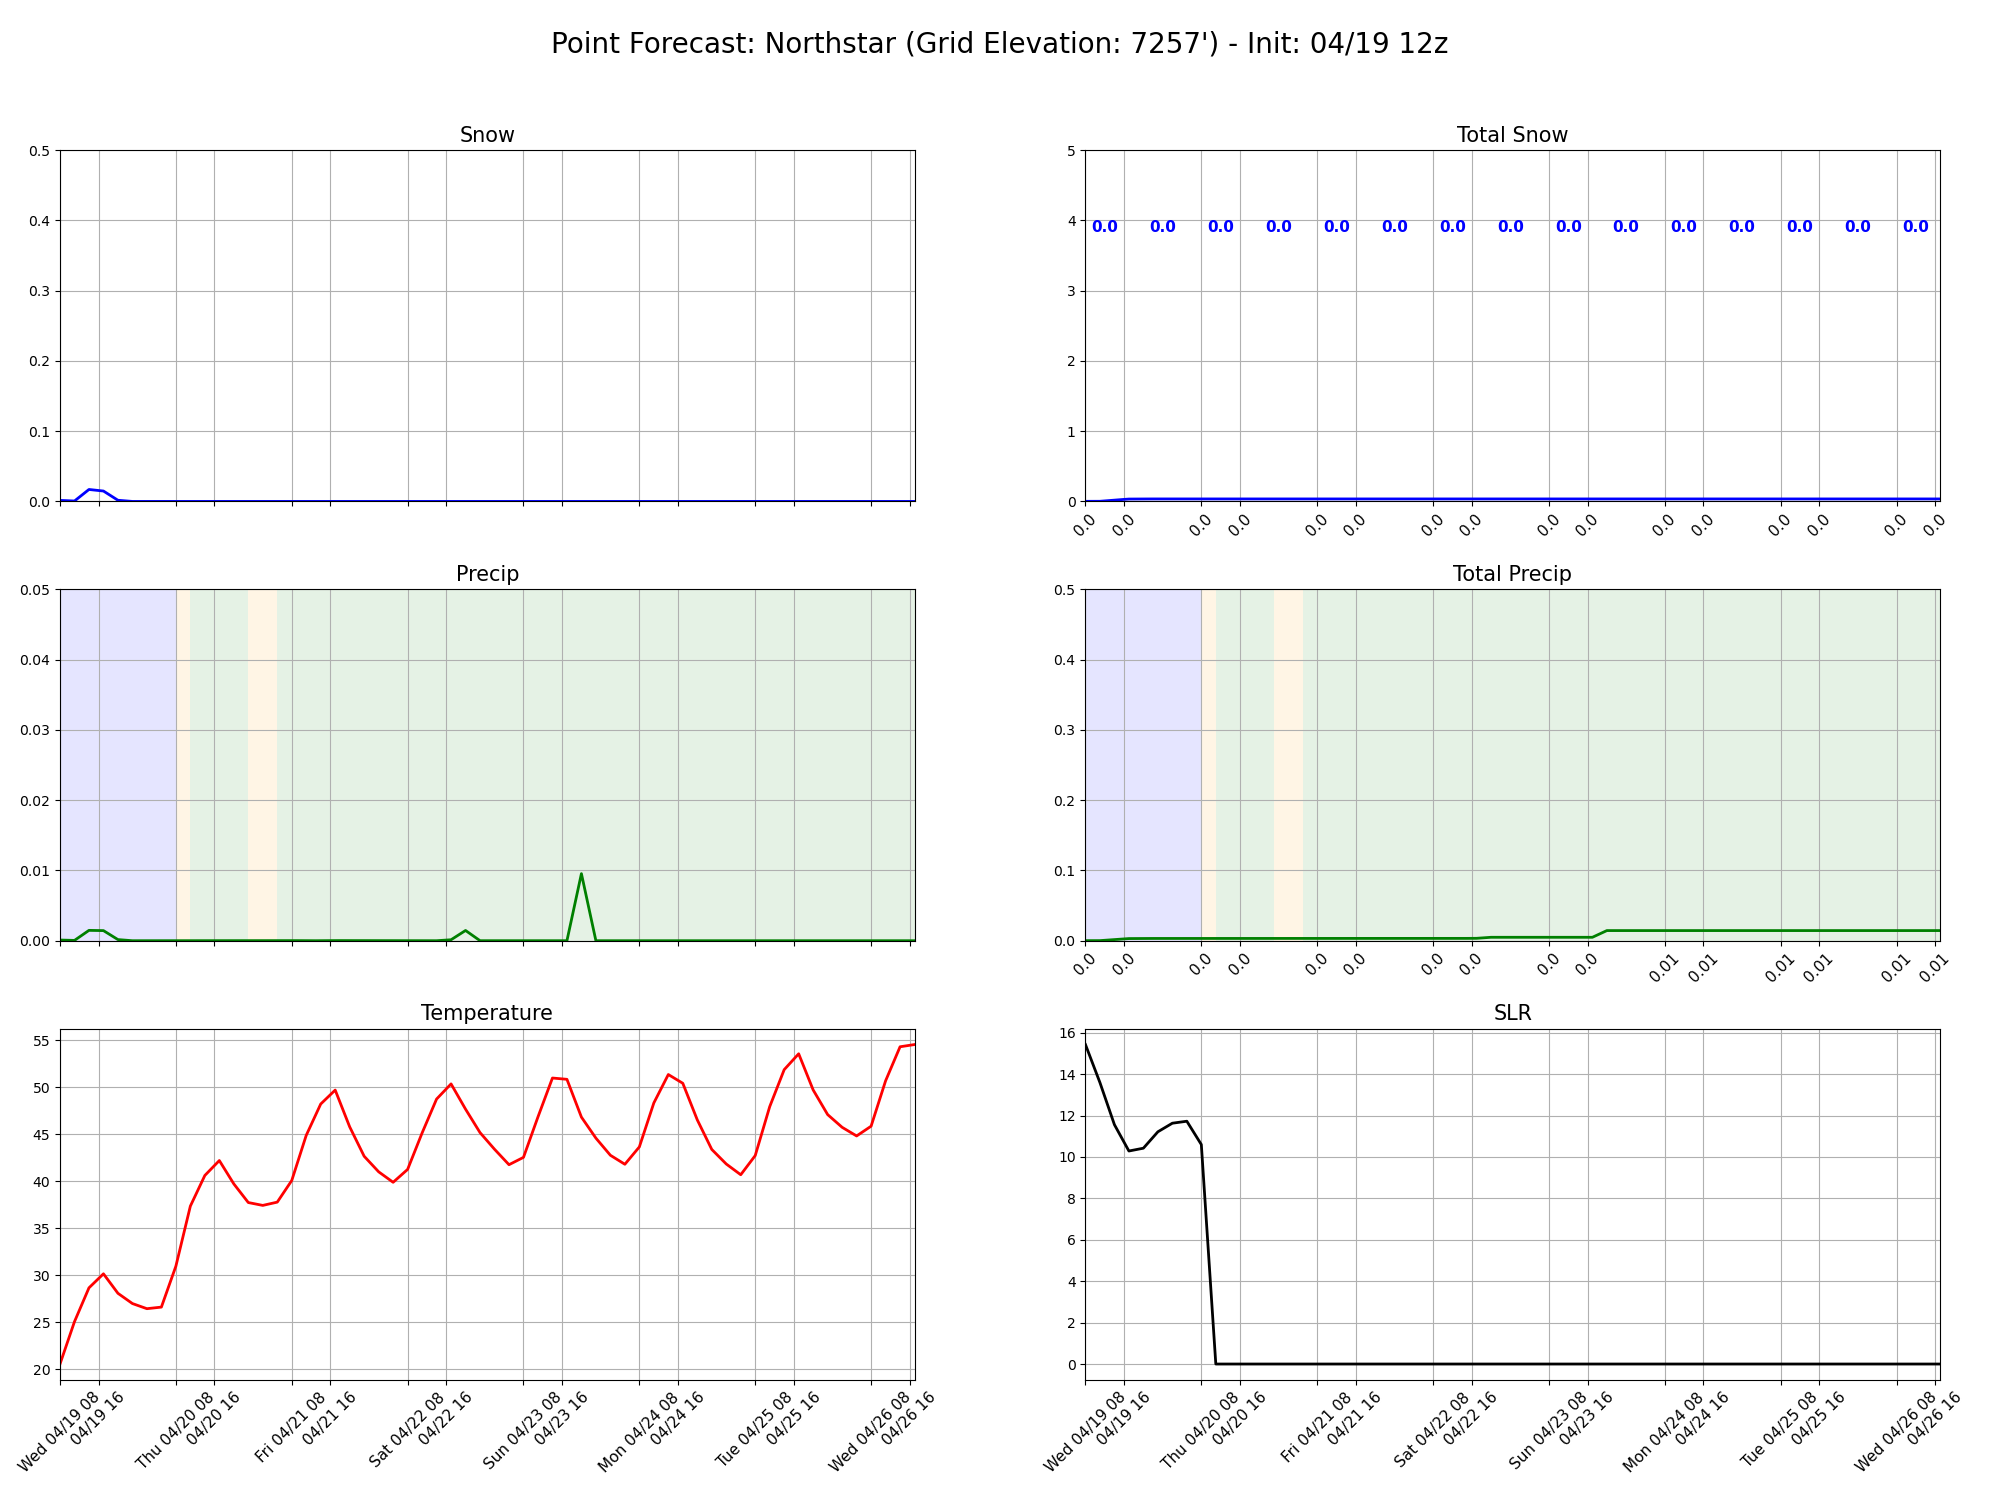 Point Forecast: Northstar (Grid Elevation: 7257') - Init: 04/19 12z
Snow
0.5
0.4
0.3
0.2
0.1
0.0
Total Snow
5
4
3
2
1
0
0.0 0.0 0.0 0.0 0.0 0.0 0.0 0.0 0.0 0.0 0.0 0.0 0.0 0.0 0.0
0.0 0.0 0.0 0.0 0.0 0.0 0.0 0.0 0.0 0.0 0.0 0.0 0.0 0.0 0.0 0.0
Precip
0.05
0.04
0.03
0.02
0.01
0.00
Total Precip
0.5
0.4
0.3
0.2
0.1
0.0
0.0 0.0 0.0 0.0 0.0 0.0 0.0 0.0 0.0 0.0 0.01 0.01 0.01 0.01 0.01 0.01
Temperature
55
50
45
40
35
30
25
20
Wed 04/19 08
04/19 16
Thu 04/20 08
04/20 16
Fri 04/21 08
04/21 16
Sat 04/22 08
04/22 16
Sun 04/23 08
04/23 16
Mon 04/24 08
04/24 16
Tue 04/25 08
04/25 16
Wed 04/26 08
04/26 16
SLR
16
14
12
10
8
6
4
2
0
Wed 04/19 08
04/19 16
Thu 04/20 08
04/20 16
Fri 04/21 08
04/21 16
Sat 04/22 08
04/22 16
Sun 04/23 08
04/23 16
Mon 04/24 08
04/24 16
Tue 04/25 08
04/25 16
Wed 04/26 08
04/26 16